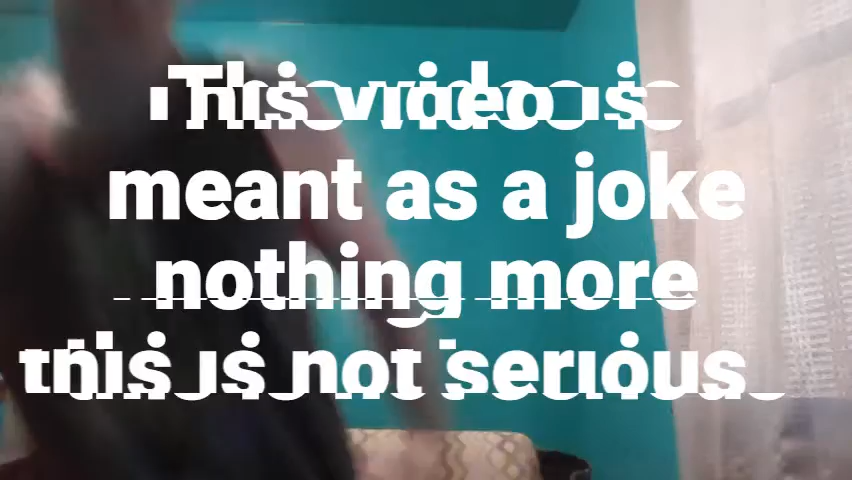 This video is
meant as a joke
nothing more
this is not serious